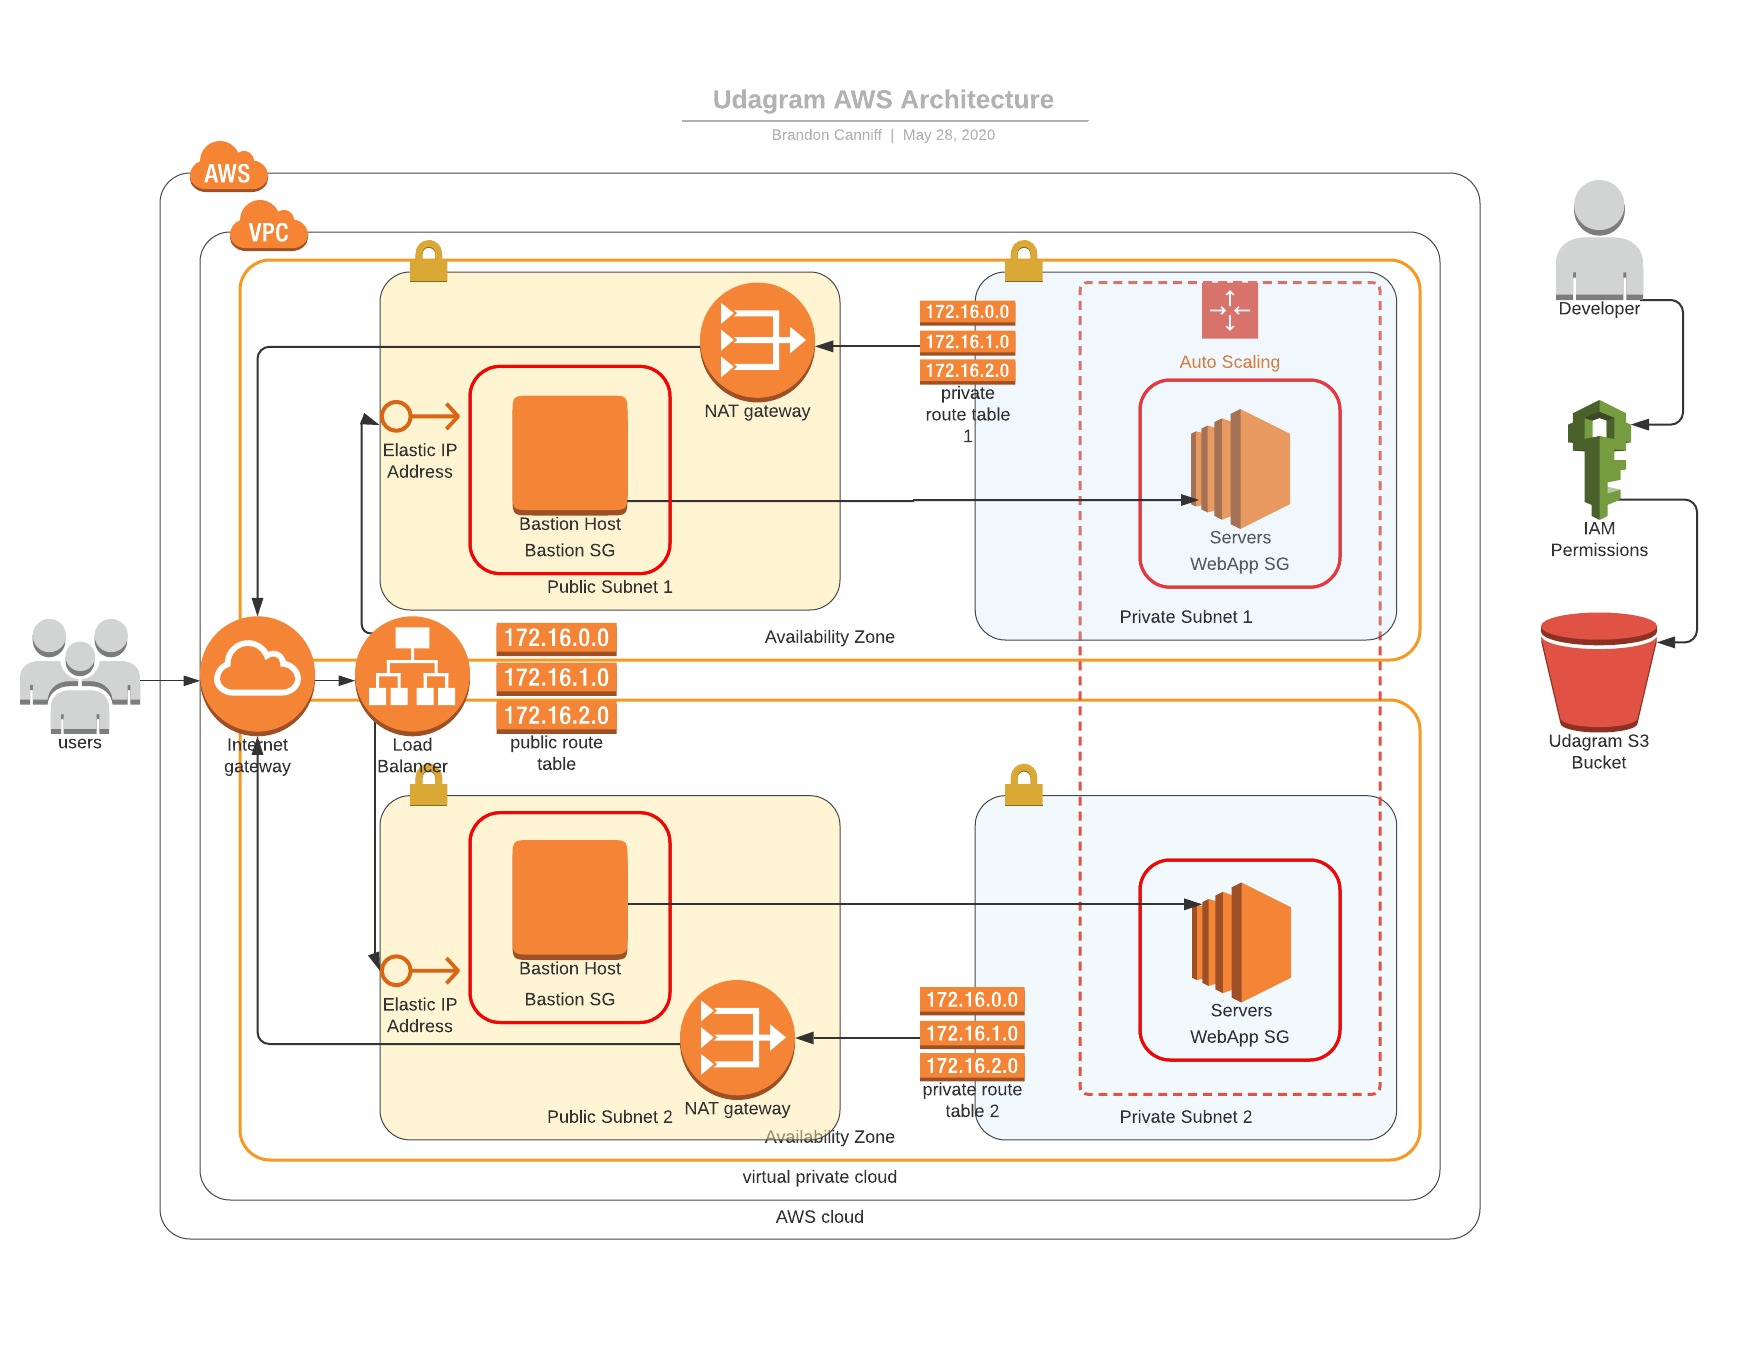 Udagram AWS Architecture
Brandon Canniff | May 28, 2020
AWS
VPC
172.16.0.0
172.16.1.0
172.16.2.0
private
route table
1
NAT gateway
Auto Scaling
Elastic IP
Address
Bastion Host
Bastion SG
Public Subnet 1
Servers
WebApp SG
Private Subnet 1
Availability Zone
Developer
IAM
Permissions
Udagram S3
Bucket
users
Internet
gateway
Load
Balancer
172.16.0.0
172.16.1.0
172.16.2.0
public route
table
Bastion Host
Bastion SG
Elastic IP
Address
Public Subnet 2
NAT gateway
172.16.0.0
172.16.1.0
172.16.2.0
private route
table 2
Servers
WebApp SG
Private Subnet 2
Availability Zone
virtual private cloud
AWS cloud